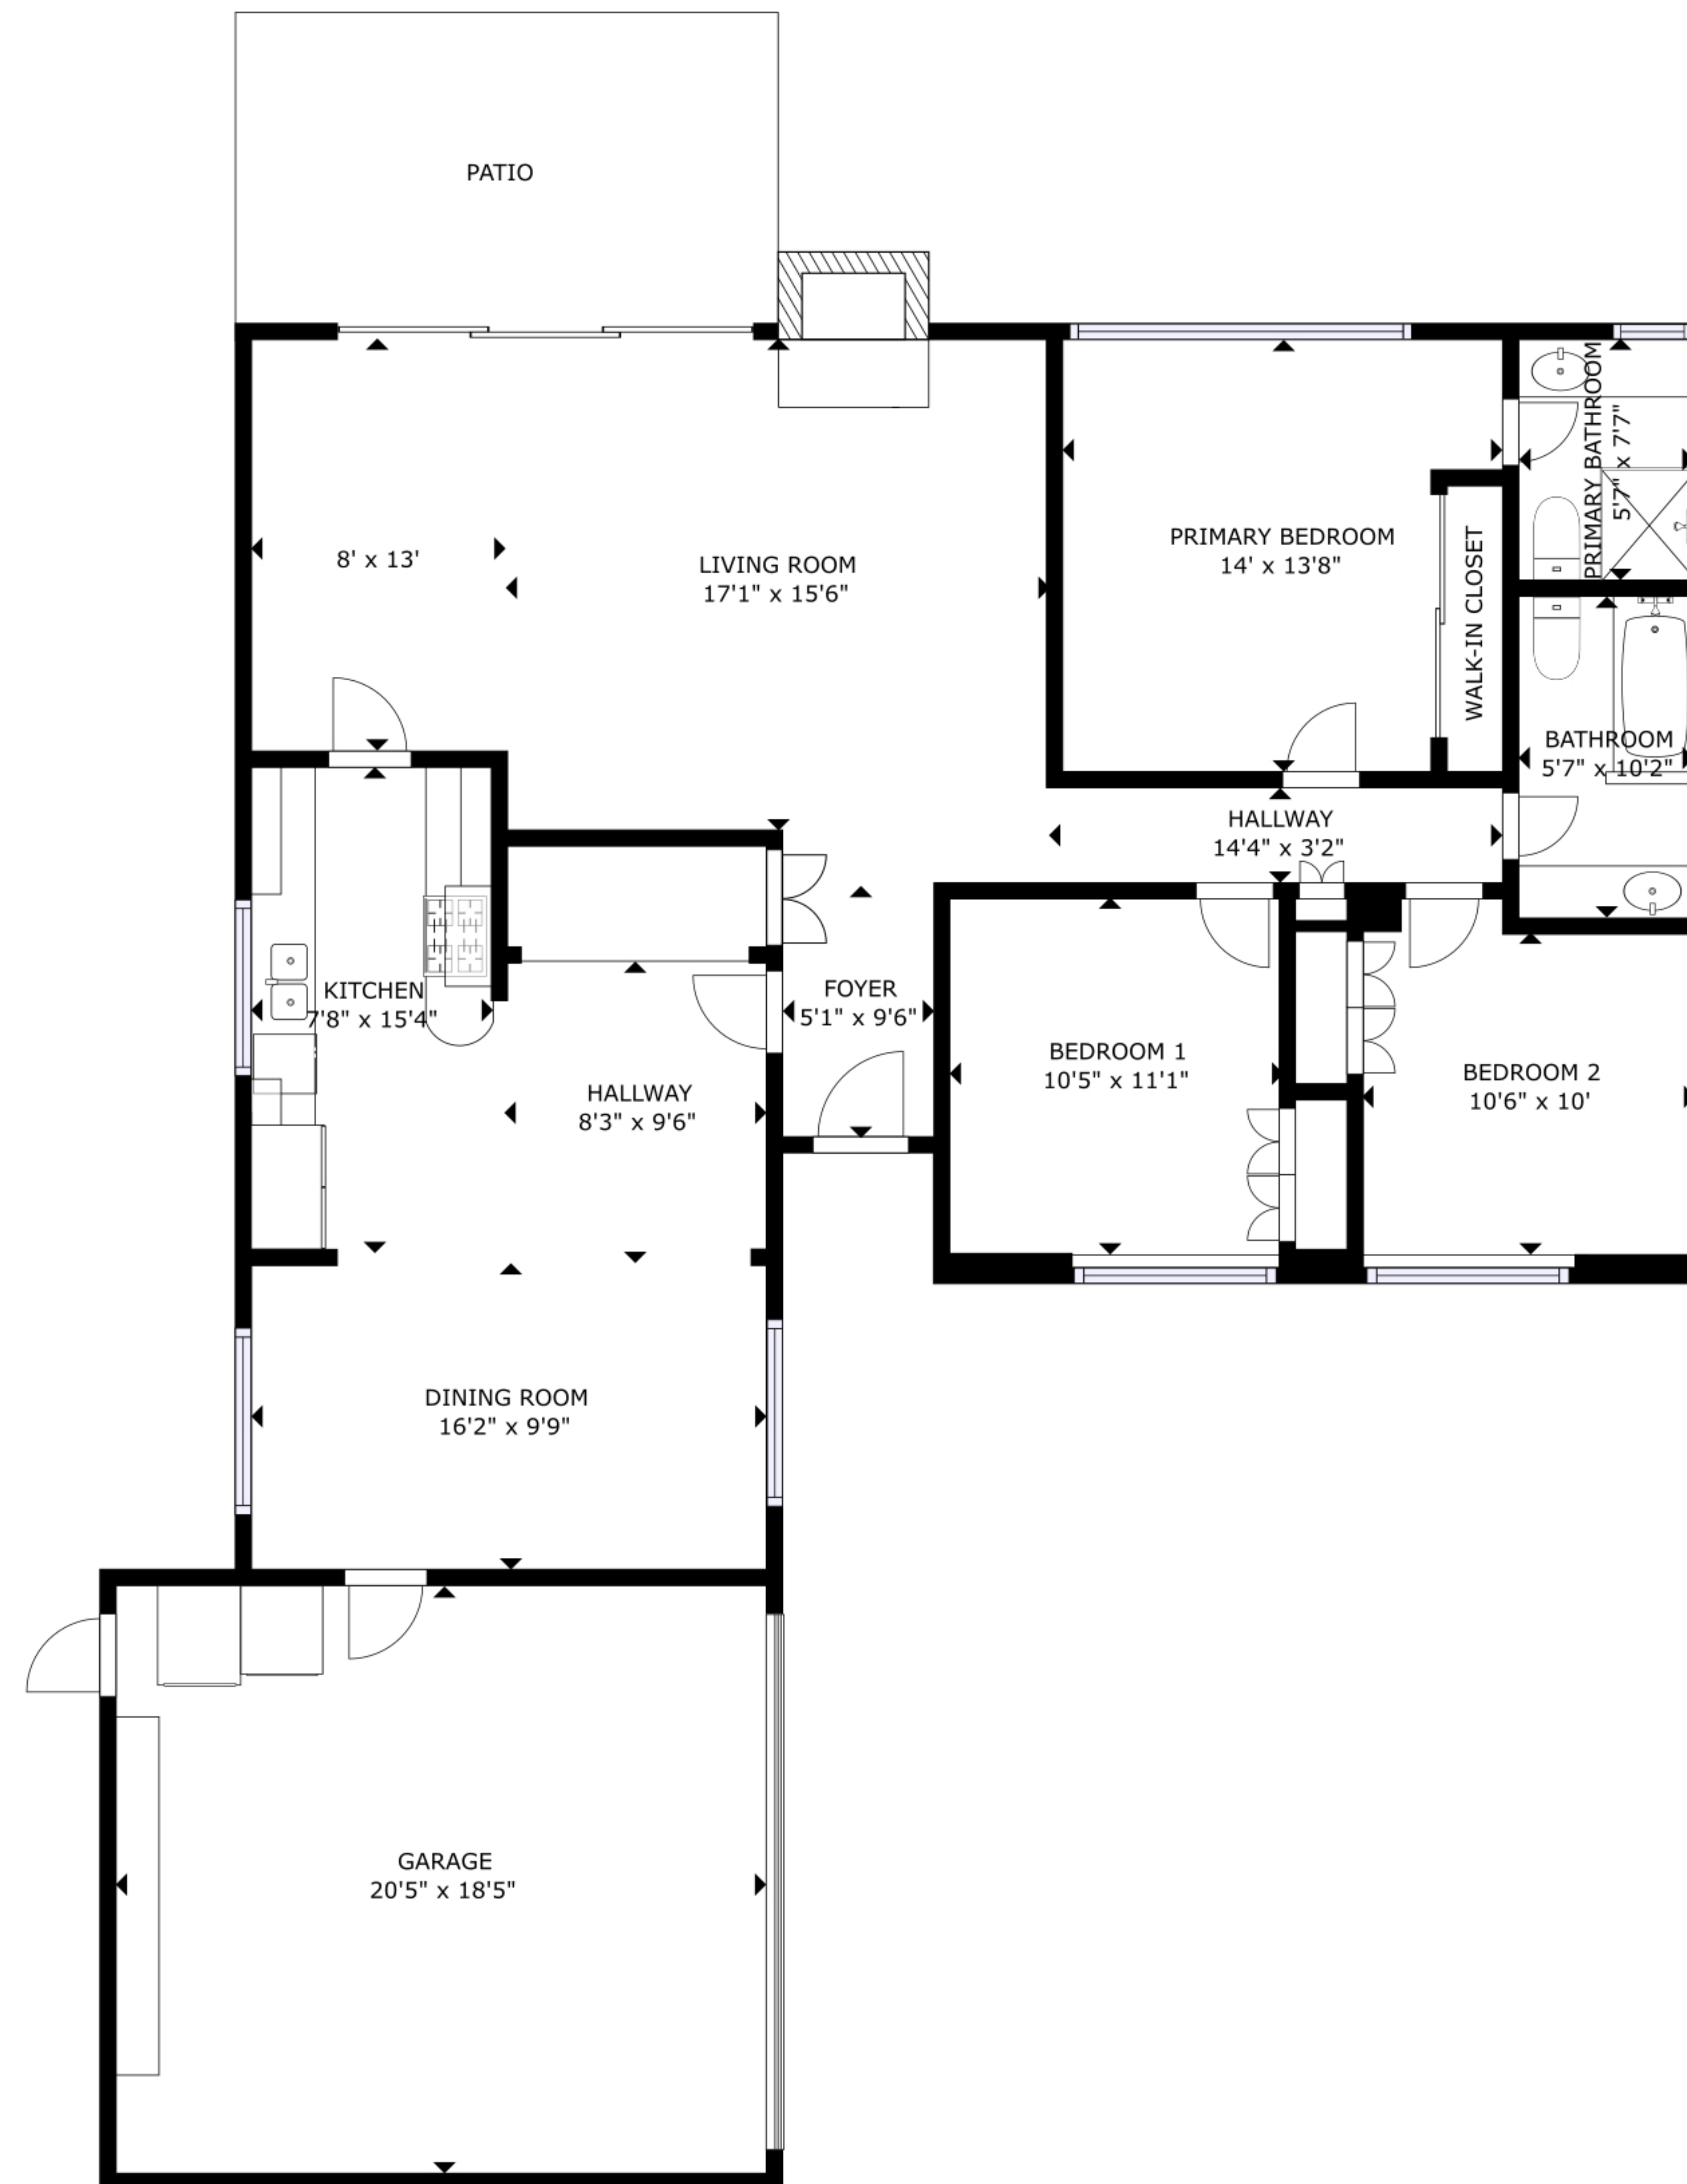 PATIO
8' x 13'
LIVING ROOM
17'1" x 15'6"
PRIMARY BEDROOM
14' x 13'8"
WALK-IN CLOSET
PRIMARY BATHROOM
5'7" x 7'7"
BATHROOM
5'7" x 10'2"
HALLWAY
14'4" x 3'2"
KITCHEN
7'8" x 15'4"
FOYER
5'1" x 9'6"
HALLWAY
8'3" x 9'6"
BEDROOM 1
10'5" x 11'1"
BEDROOM 2
10'6" x 10'
DINING ROOM
16'2" x 9'9"
GARAGE
20'5" x 18'5"